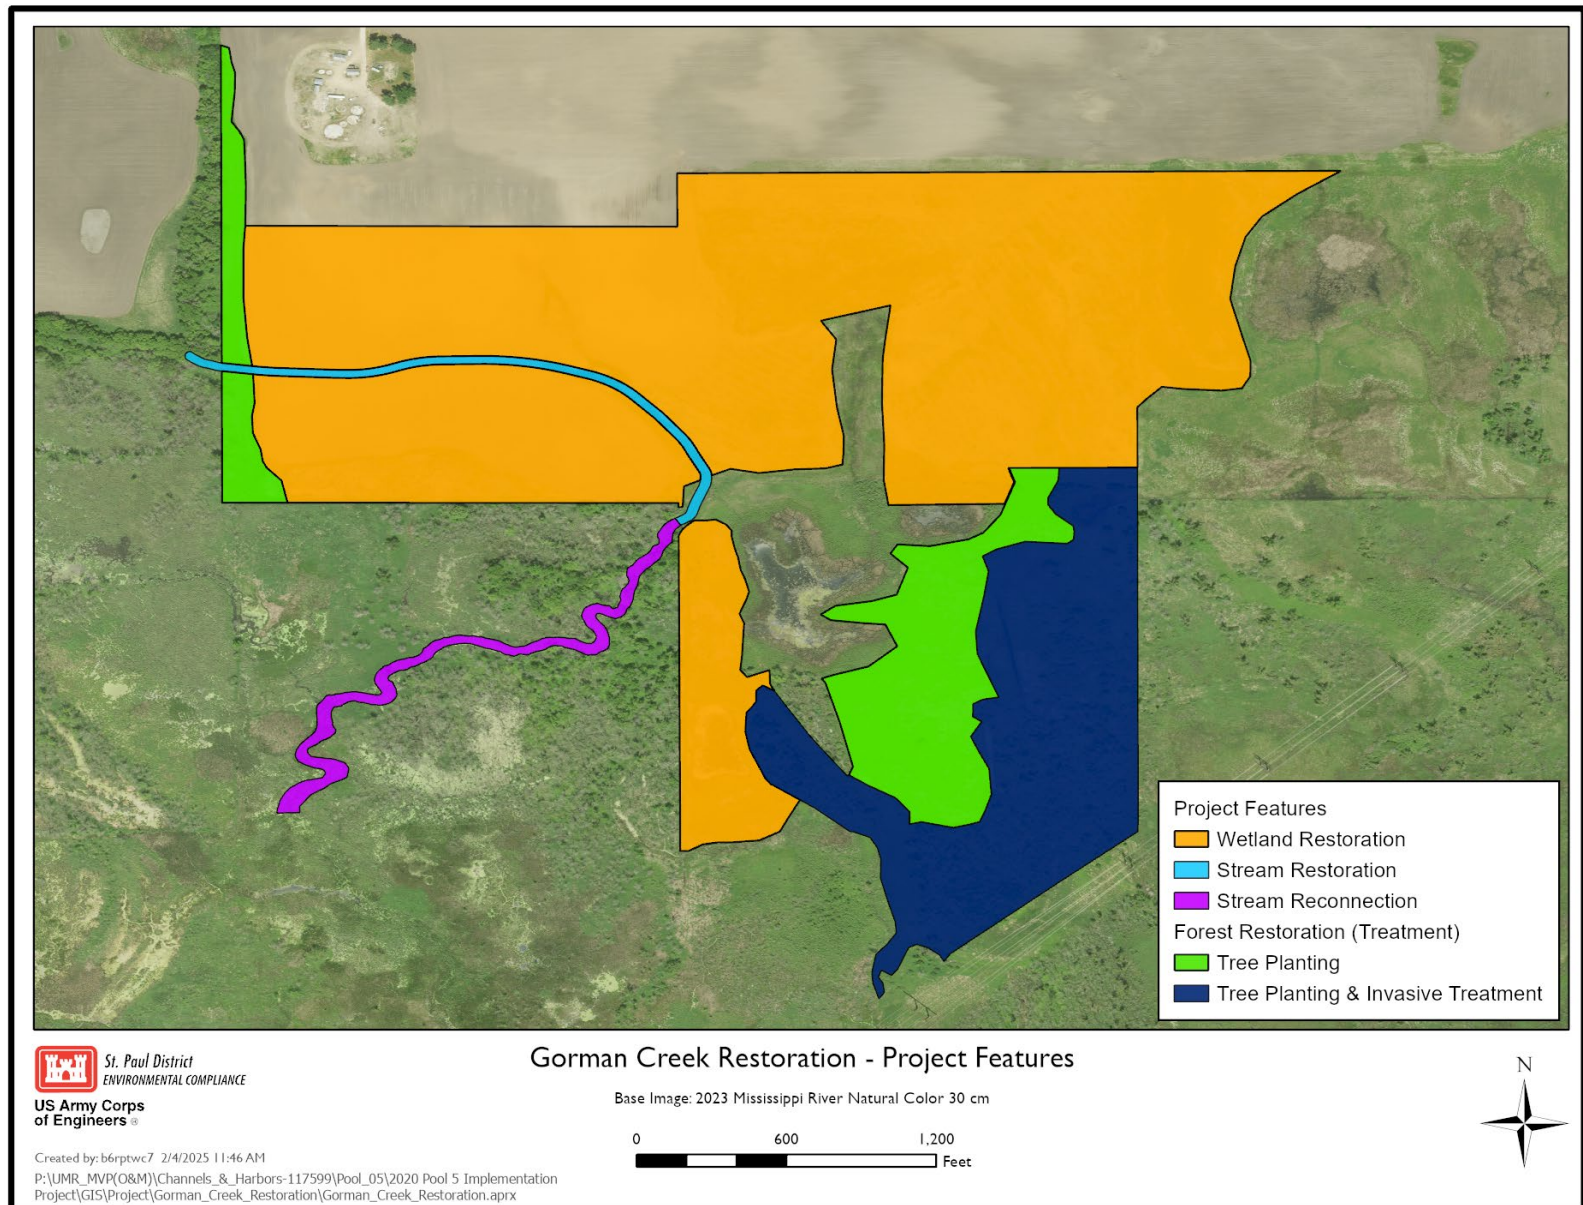 Project Features
Wetland Restoration
Stream Restoration
Stream Reconnection
Forest Restoration (Treatment)
Tree Planting
Tree Planting & Invasive Treatment
St. Paul District
ENVIRONMENTAL COMPLIANCE
US Army Corps
of Engineers ®
Gorman Creek Restoration - Project Features
Base Image: 2023 Mississippi River Natural Color 30 cm
0 600 1,200
Feet
N
Created by: b6rptwc7 2/4/2025 11:46 AM
P:\UMR_MVP(O&M)\Channels_&_Harbors-117599\Pool_05\2020 Pool 5 Implementation
Project\GIS\Project\Gorman_Creek_Restoration\Gorman_Creek_Restoration.aprx